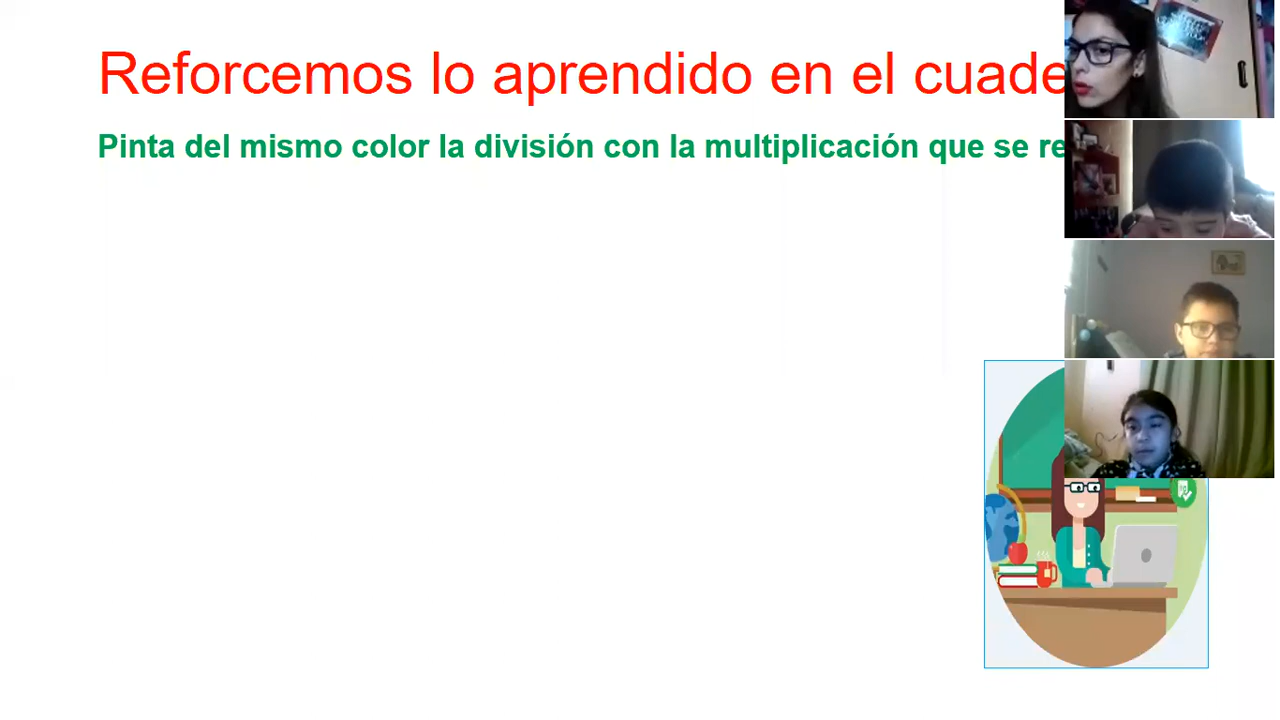 Reforcemos lo aprendido en el cuade
Pinta del mismo color la división con la multiplicación que se re